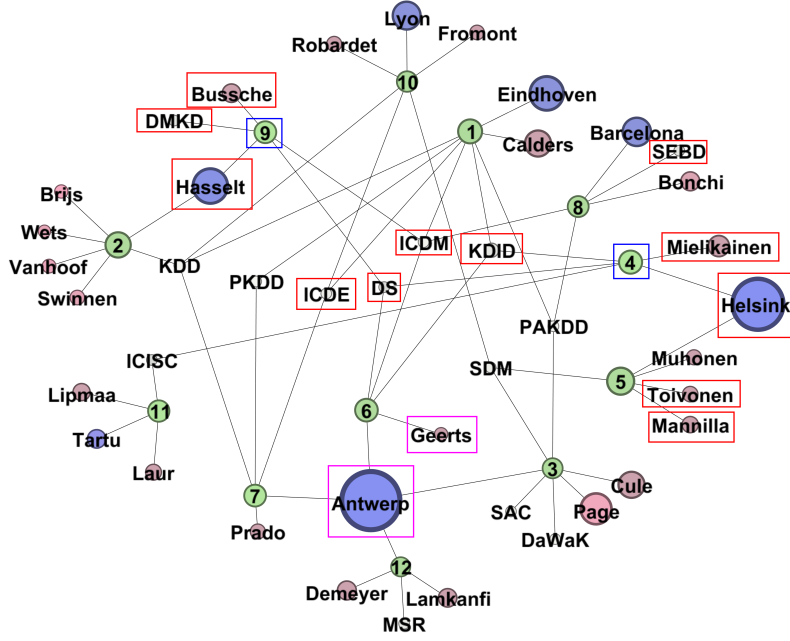 Lyon
Fromont
Robardet
10
Eindhoven
Bussche
DMKD
9
1
Calders
Barcelona
SEBD
Bonchi
Hasselt
Brijs
8
Wets
2
ICDM
KDID
Mielikainen
Vanhoof
KDD
4
Swinnen
PKDD
ICDE
DS
Helsink
PAKDD
ICISC
SDM
Muhonen
5
Lipmaa
11
6
Toivonen
Tartu
Geerts
Mannilla
Laur
3
7
Antwerp
Cule
SAC
Page
Prado
DaWaK
12
Demeyer
Lamkanfi
MSR